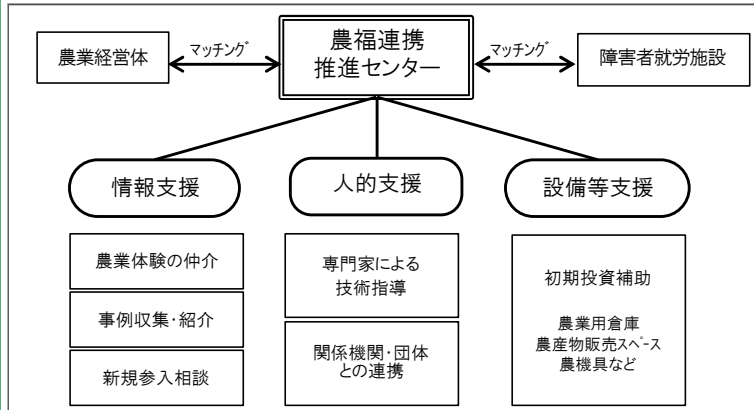 農業経営体
マッチング
農福連携
推進センター
マッチング
障害者就労施設
情報支援
人的支援
設備等支援
農業体験の仲介
事例収集・紹介
新規参入相談
専門家による
技術指導
関係機関・団体
との連携
初期投資補助
農業用倉庫
農産物販売スペース
農機具など